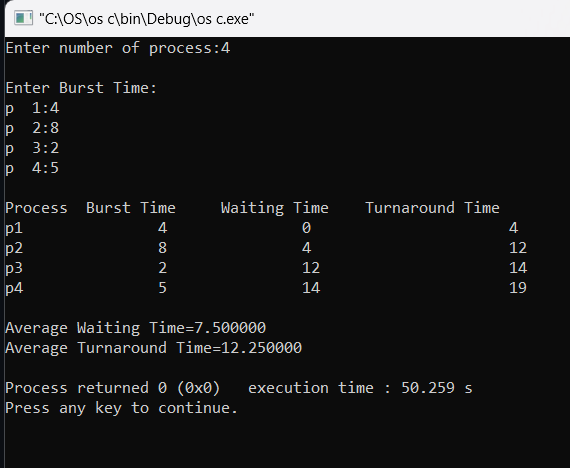 "C:\OS\os c\bin\Debug\os c.exe"
Enter number of process:4
Enter Burst Time:
p  1:4
p  2:8
p  3:2
p  4:5
Process  Burst Time     Waiting Time    Turnaround Time
p1               4               0                       4
p2               8               4                       12
p3               2               12                      14
p4               5               14                      19
Average Waiting Time=7.500000
Average Turnaround Time=12.250000
Process returned 0 (0x0)   execution time : 50.259 s
Press any key to continue.